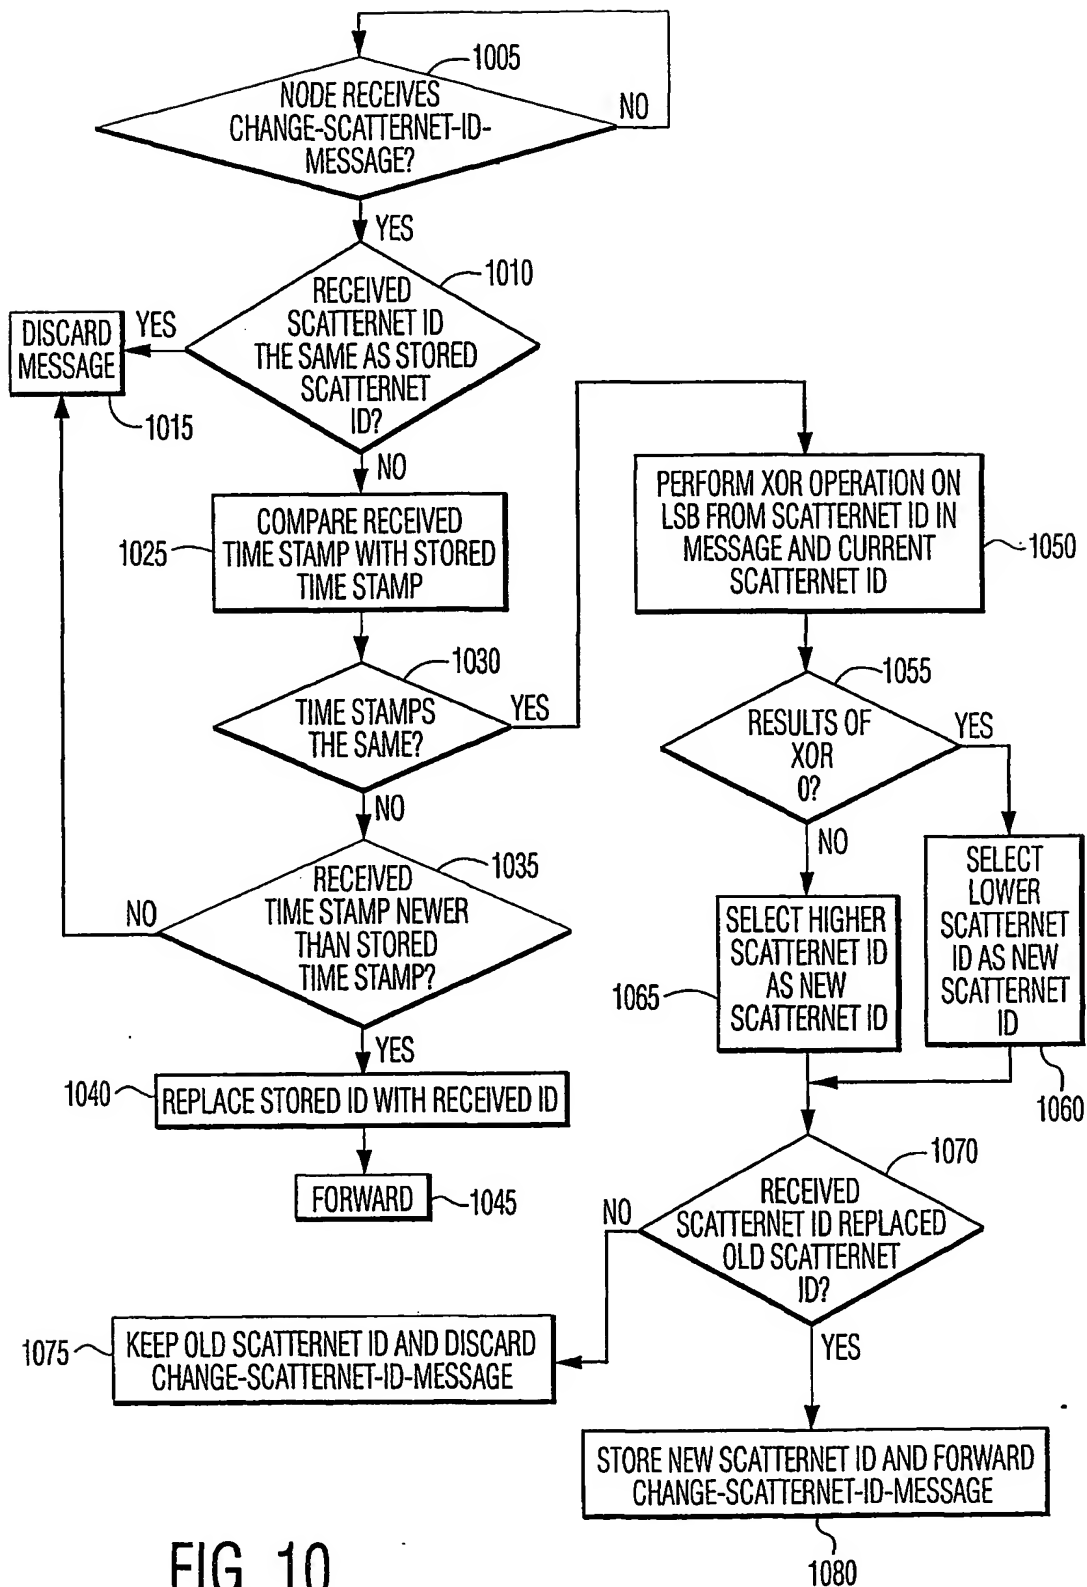 1005
NODE RECEIVES
CHANGE-SCATTERNET-ID-
MESSAGE?
NO
YES
1010
RECEIVED
SCATTERNET ID
THE SAME AS STORED
SCATTERNET
ID?
YES
DISCARD
MESSAGE
1015
NO
COMPARE RECEIVED
TIME STAMP WITH STORED
TIME STAMP
1025
1030
TIME STAMPS
THE SAME?
YES
NO
1035
RECEIVED
TIME STAMP NEWER
THAN STORED
TIME STAMP?
NO
YES
1040
REPLACE STORED ID WITH RECEIVED ID
FORWARD
1045
PERFORM XOR OPERATION ON
LSB FROM SCATTERNET ID IN
MESSAGE AND CURRENT
SCATTERNET ID
1050
1055
RESULTS OF
XOR
0?
YES
NO
SELECT HIGHER
SCATTERNET ID
AS NEW
SCATTERNET ID
1065
SELECT
LOWER
SCATTERNET
ID AS NEW
SCATTERNET
ID
1060
1070
RECEIVED
SCATTERNET ID REPLACED
OLD SCATTERNET
ID?
NO
YES
1075
KEEP OLD SCATTERNET ID AND DISCARD
CHANGE-SCATTERNET-ID-MESSAGE
STORE NEW SCATTERNET ID AND FORWARD
CHANGE-SCATTERNET-ID-MESSAGE
1080
FIG. 10